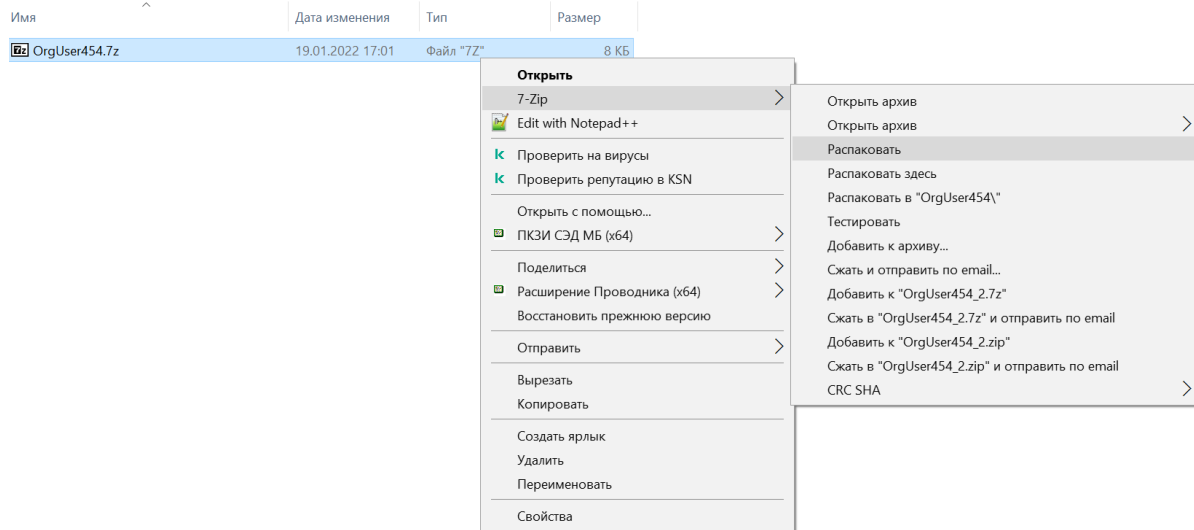 Имя Дата изменения Тип Размер
7z OrgUser454.7z 19.01.2022 17:01 Файл "7Z" 8 КБ
Открыть
7-Zip
Edit with Notepad++
Проверить на вирусы
Проверить репутацию в KSN
Открыть с помощью...
ПКЗИ СЭД МБ (x64)
Поделиться
Расширение Проводника (x64)
Восстановить прежнюю версию
Отправить
Вырезать
Копировать
Создать ярлык
Удалить
Переименовать
Свойства
Открыть архив
Открыть архив
Распаковать
Распаковать здесь
Распаковать в "OrgUser454\"
Тестировать
Добавить к архиву...
Сжать и отправить по email...
Добавить к "OrgUser454_2.7z"
Сжать в "OrgUser454_2.7z" и отправить по email
Добавить к "OrgUser454_2.zip"
Сжать в "OrgUser454_2.zip" и отправить по email
CRC SHA